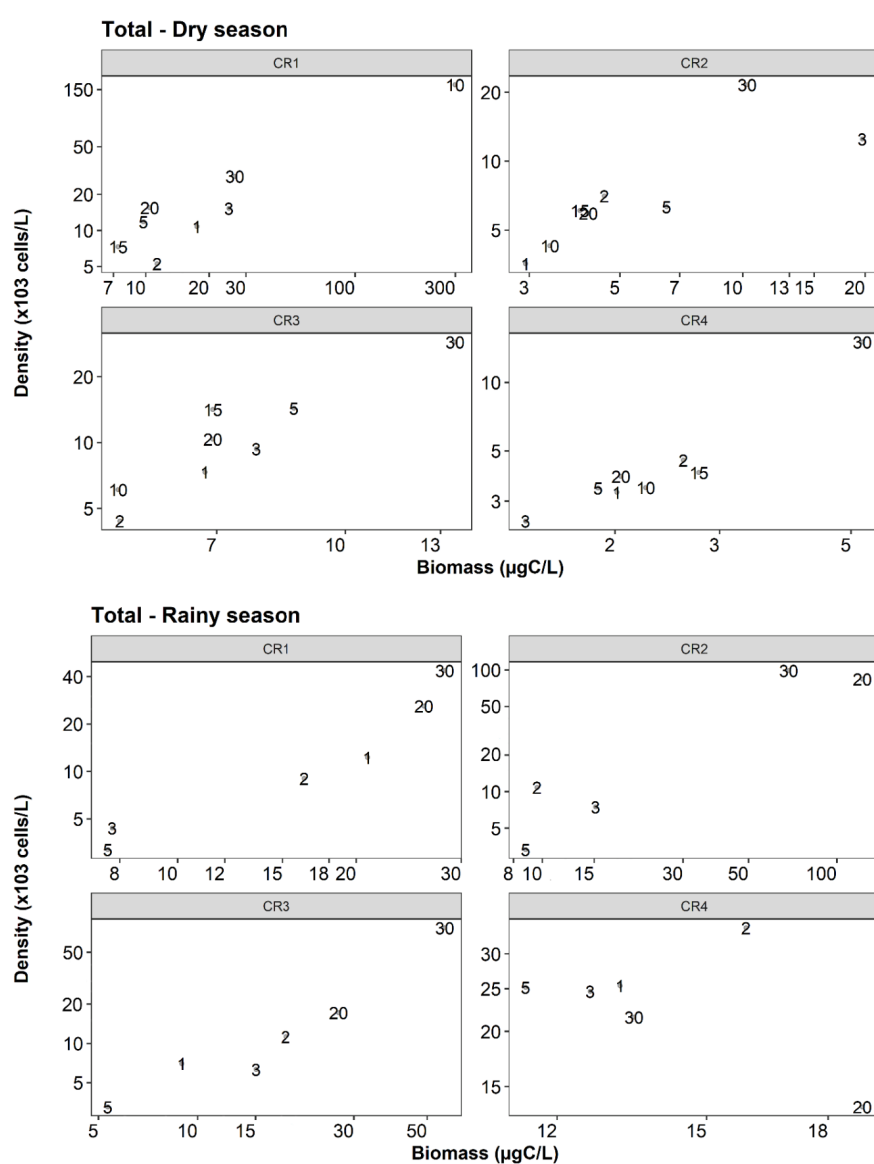 Total - Dry season
CR1 CR2
150 50 20 10 5
10 30 20 3 15 5 1 15 2
7 10 20 30 100 300
20 10 5
30 3 2 5 15 20 10 1
3 5 7 10 13 15 20
CR3 CR4
20 10 5
30 15 5 20 3 1 10 2
7 10 13
10 5 3
30 2 15 20 5 10 1 3
2 3 5
Density (x103 cells/L)
Biomass (µgC/L)
Total - Rainy season
CR1 CR2
40 20 10 5
30 20 1 2 3 5
8 10 12 15 18 20 30
100 50 20 10 5
30 20 2 3 5
8 10 15 30 50 100
CR3 CR4
50 20 10 5
30 20 2 1 3 5
5 10 15 30 50
30 25 20 15
2 5 3 1 30 20
12 15 18
Density (x103 cells/L)
Biomass (µgC/L)